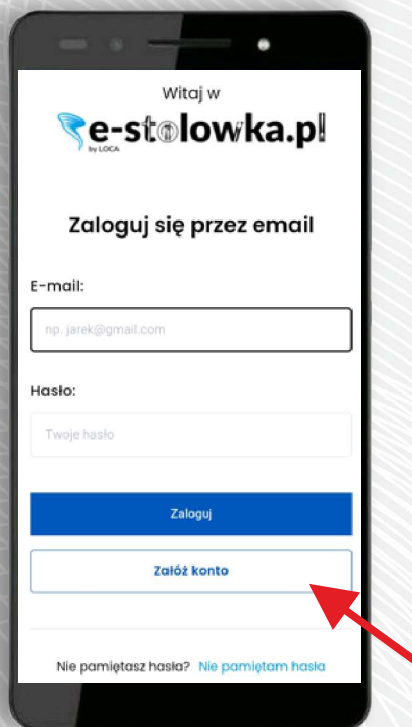 Witaj w
e-stolowka.pl
by LOCA
Zaloguj się przez email
E-mail:
np. jarek@gmail.com
Hasło:
Twoje hasło
Zaloguj
Załóż konto
Nie pamiętasz hasła? Nie pamiętam hasła